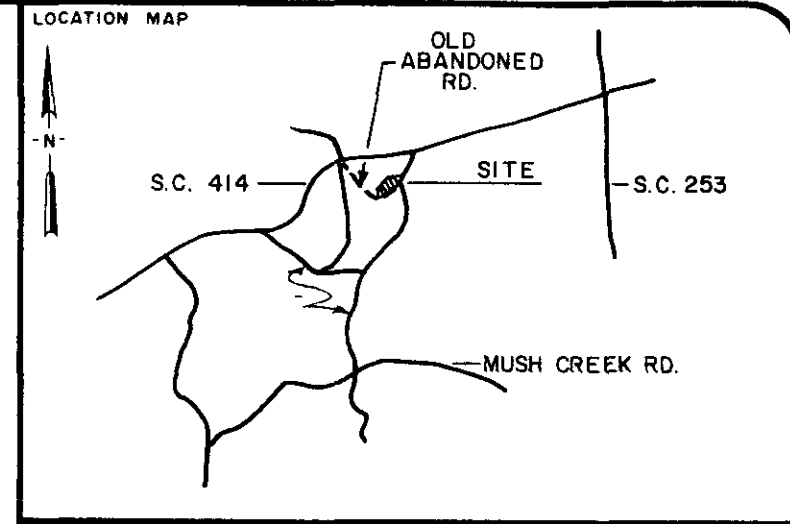 LOCATION MAP
OLD
ABANDONED
RD.
-N-
S.C. 414
SITE
S.C. 253
MUSH CREEK RD.